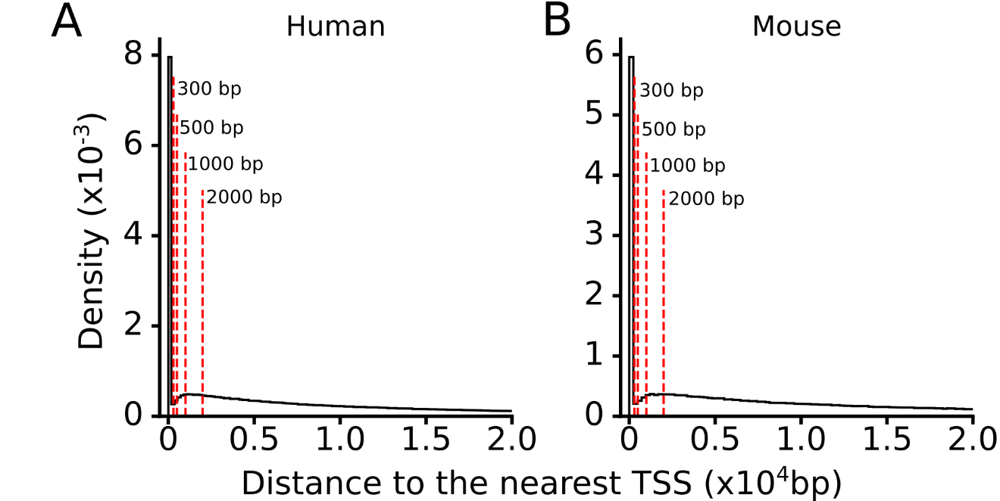 A
Human
8
6
4
2
0
Density (x10⁻³)
300 bp
500 bp
1000 bp
2000 bp
0 0.5 1.0 1.5 2.0
B
Mouse
6
5
4
3
2
1
0
300 bp
500 bp
1000 bp
2000 bp
0 0.5 1.0 1.5 2.0
Distance to the nearest TSS (x10⁴bp)